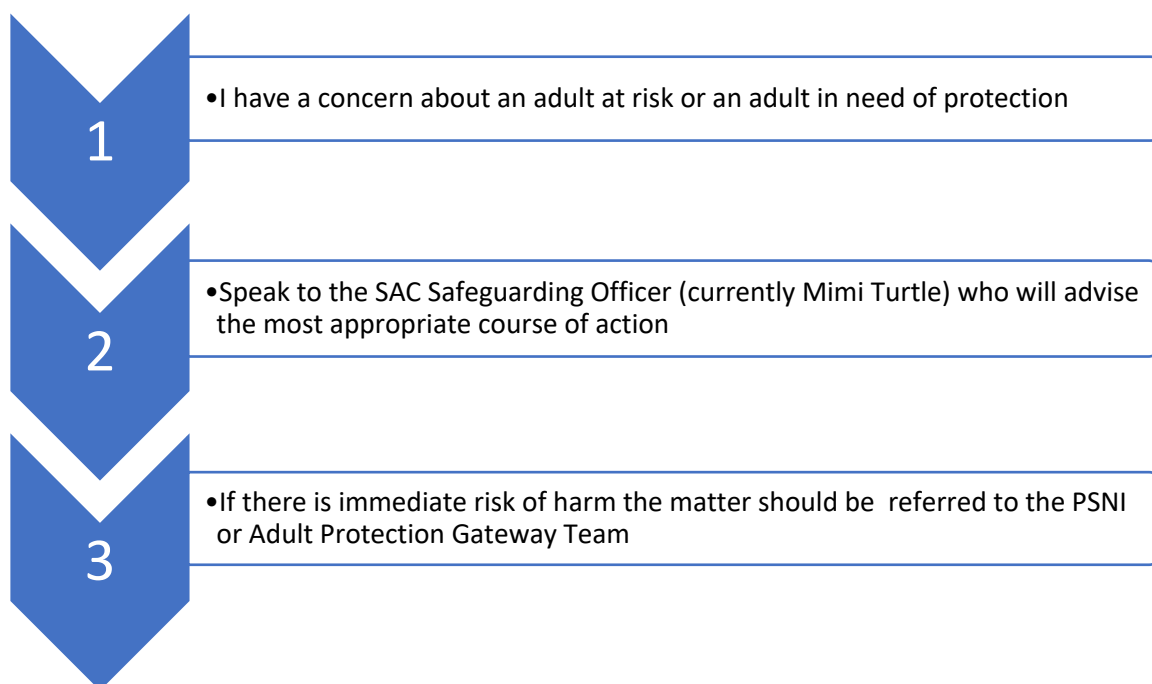 1
•I have a concern about an adult at risk or an adult in need of protection
2
•Speak to the SAC Safeguarding Officer (currently Mimi Turtle) who will advise
the most appropriate course of action
3
•If there is immediate risk of harm the matter should be  referred to the PSNI
or Adult Protection Gateway Team